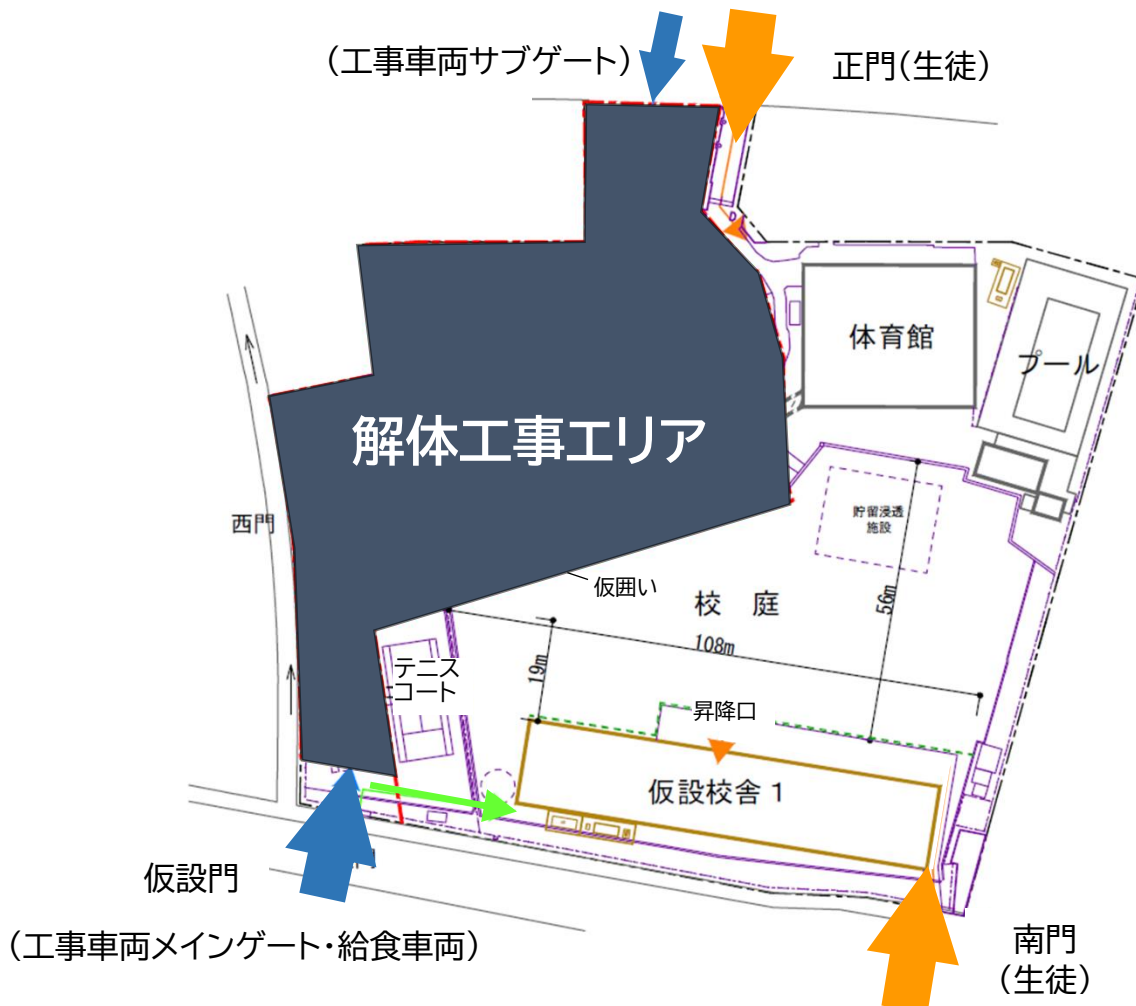 (工事車両サブゲート)
正門(生徒)
体育館
プール
解体工事エリア
西門
貯留浸透
施設
仮囲い
校 庭
56m
108m
19m
テニス
コート
昇降口
仮設校舎1
仮設門
(工事車両メインゲート・給食車両)
南門
(生徒)